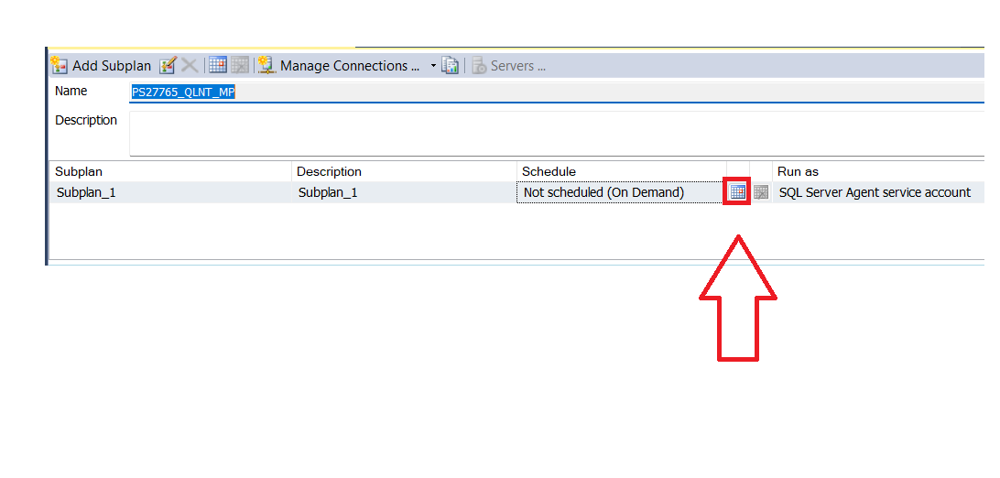 Add Subplan Manage Connections ... Servers ...
Name PS27765_QLNT_MP
Description
Subplan Description Schedule Run as
Subplan_1 Subplan_1 Not scheduled (On Demand) SQL Server Agent service account